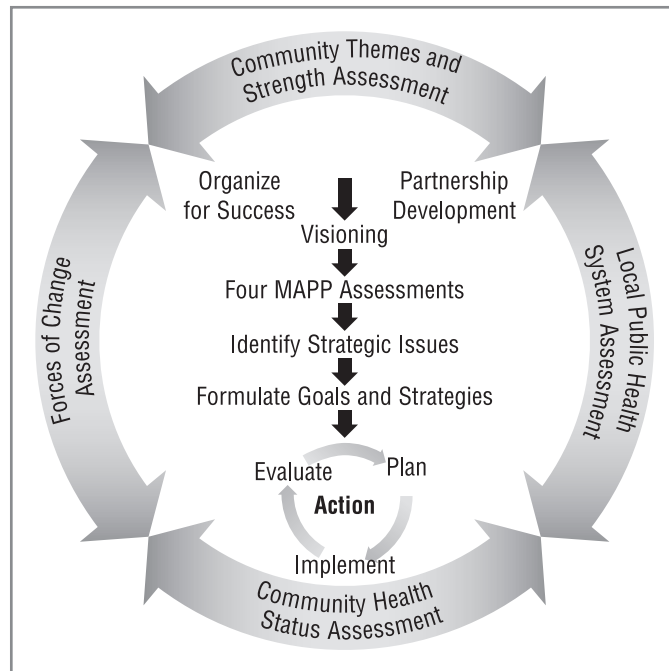 Community Themes and
Strength Assessment
Organize
for Success
Partnership
Development
Visioning
Four MAPP Assessments
Identify Strategic Issues
Formulate Goals and Strategies
Evaluate
Plan
Action
Implement
Forces of Change
Assessment
Local Public Health
System Assessment
Community Health
Status Assessment